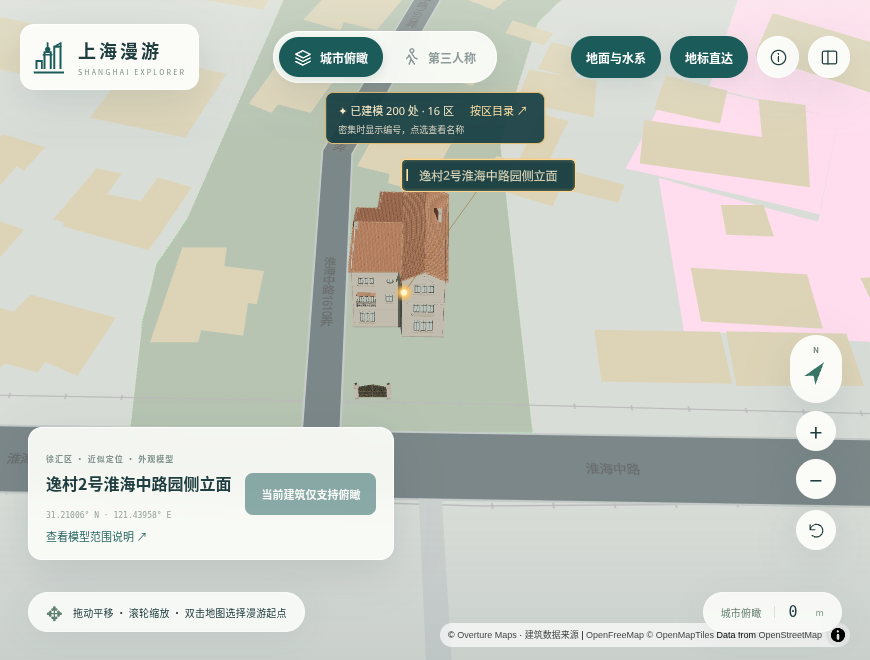 上海漫游
SHANGHAI EXPLORER
城市俯瞰
第三人称
地面与水系
地标直达
✦ 已建模 200 处 · 16 区 按区目录 ↗
密集时显示编号，点选查看名称
逸村2号淮海中路园侧立面
淮海中路1610弄
N
+
−
淮海中路
徐汇区 · 近似定位 · 外观模型
逸村2号淮海中路园侧立面
当前建筑仅支持俯瞰
31.21006° N · 121.43958° E
查看模型范围说明 ↗
拖动平移 · 滚轮缩放 · 双击地图选择漫游起点
城市俯瞰 0 m
© Overture Maps · 建筑数据来源 | OpenFreeMap © OpenMapTiles Data from OpenStreetMap